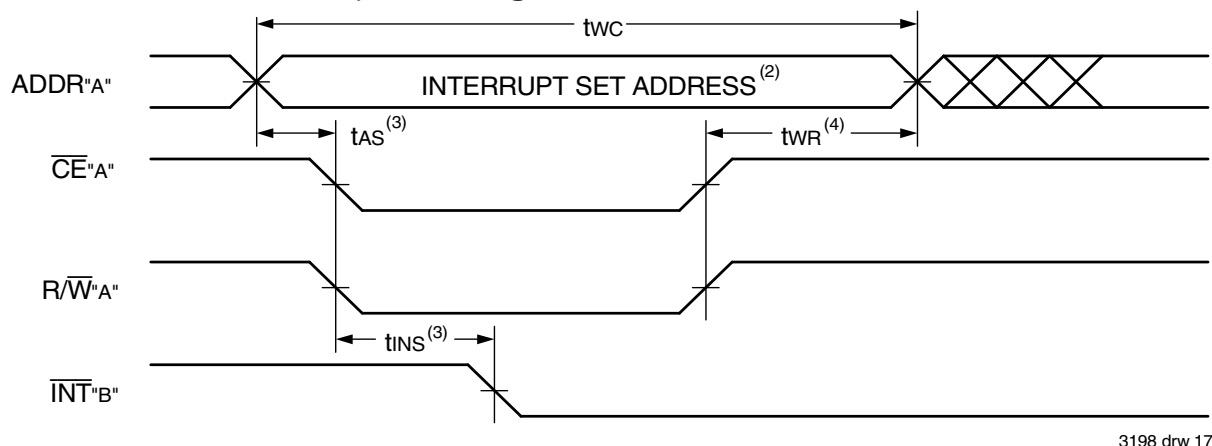 tWC
ADDR"A"
INTERRUPT SET ADDRESS(2)
tAS(3)
tWR(4)
CE"A"
R/W"A"
tINS(3)
INT"B"
3198 drw 17